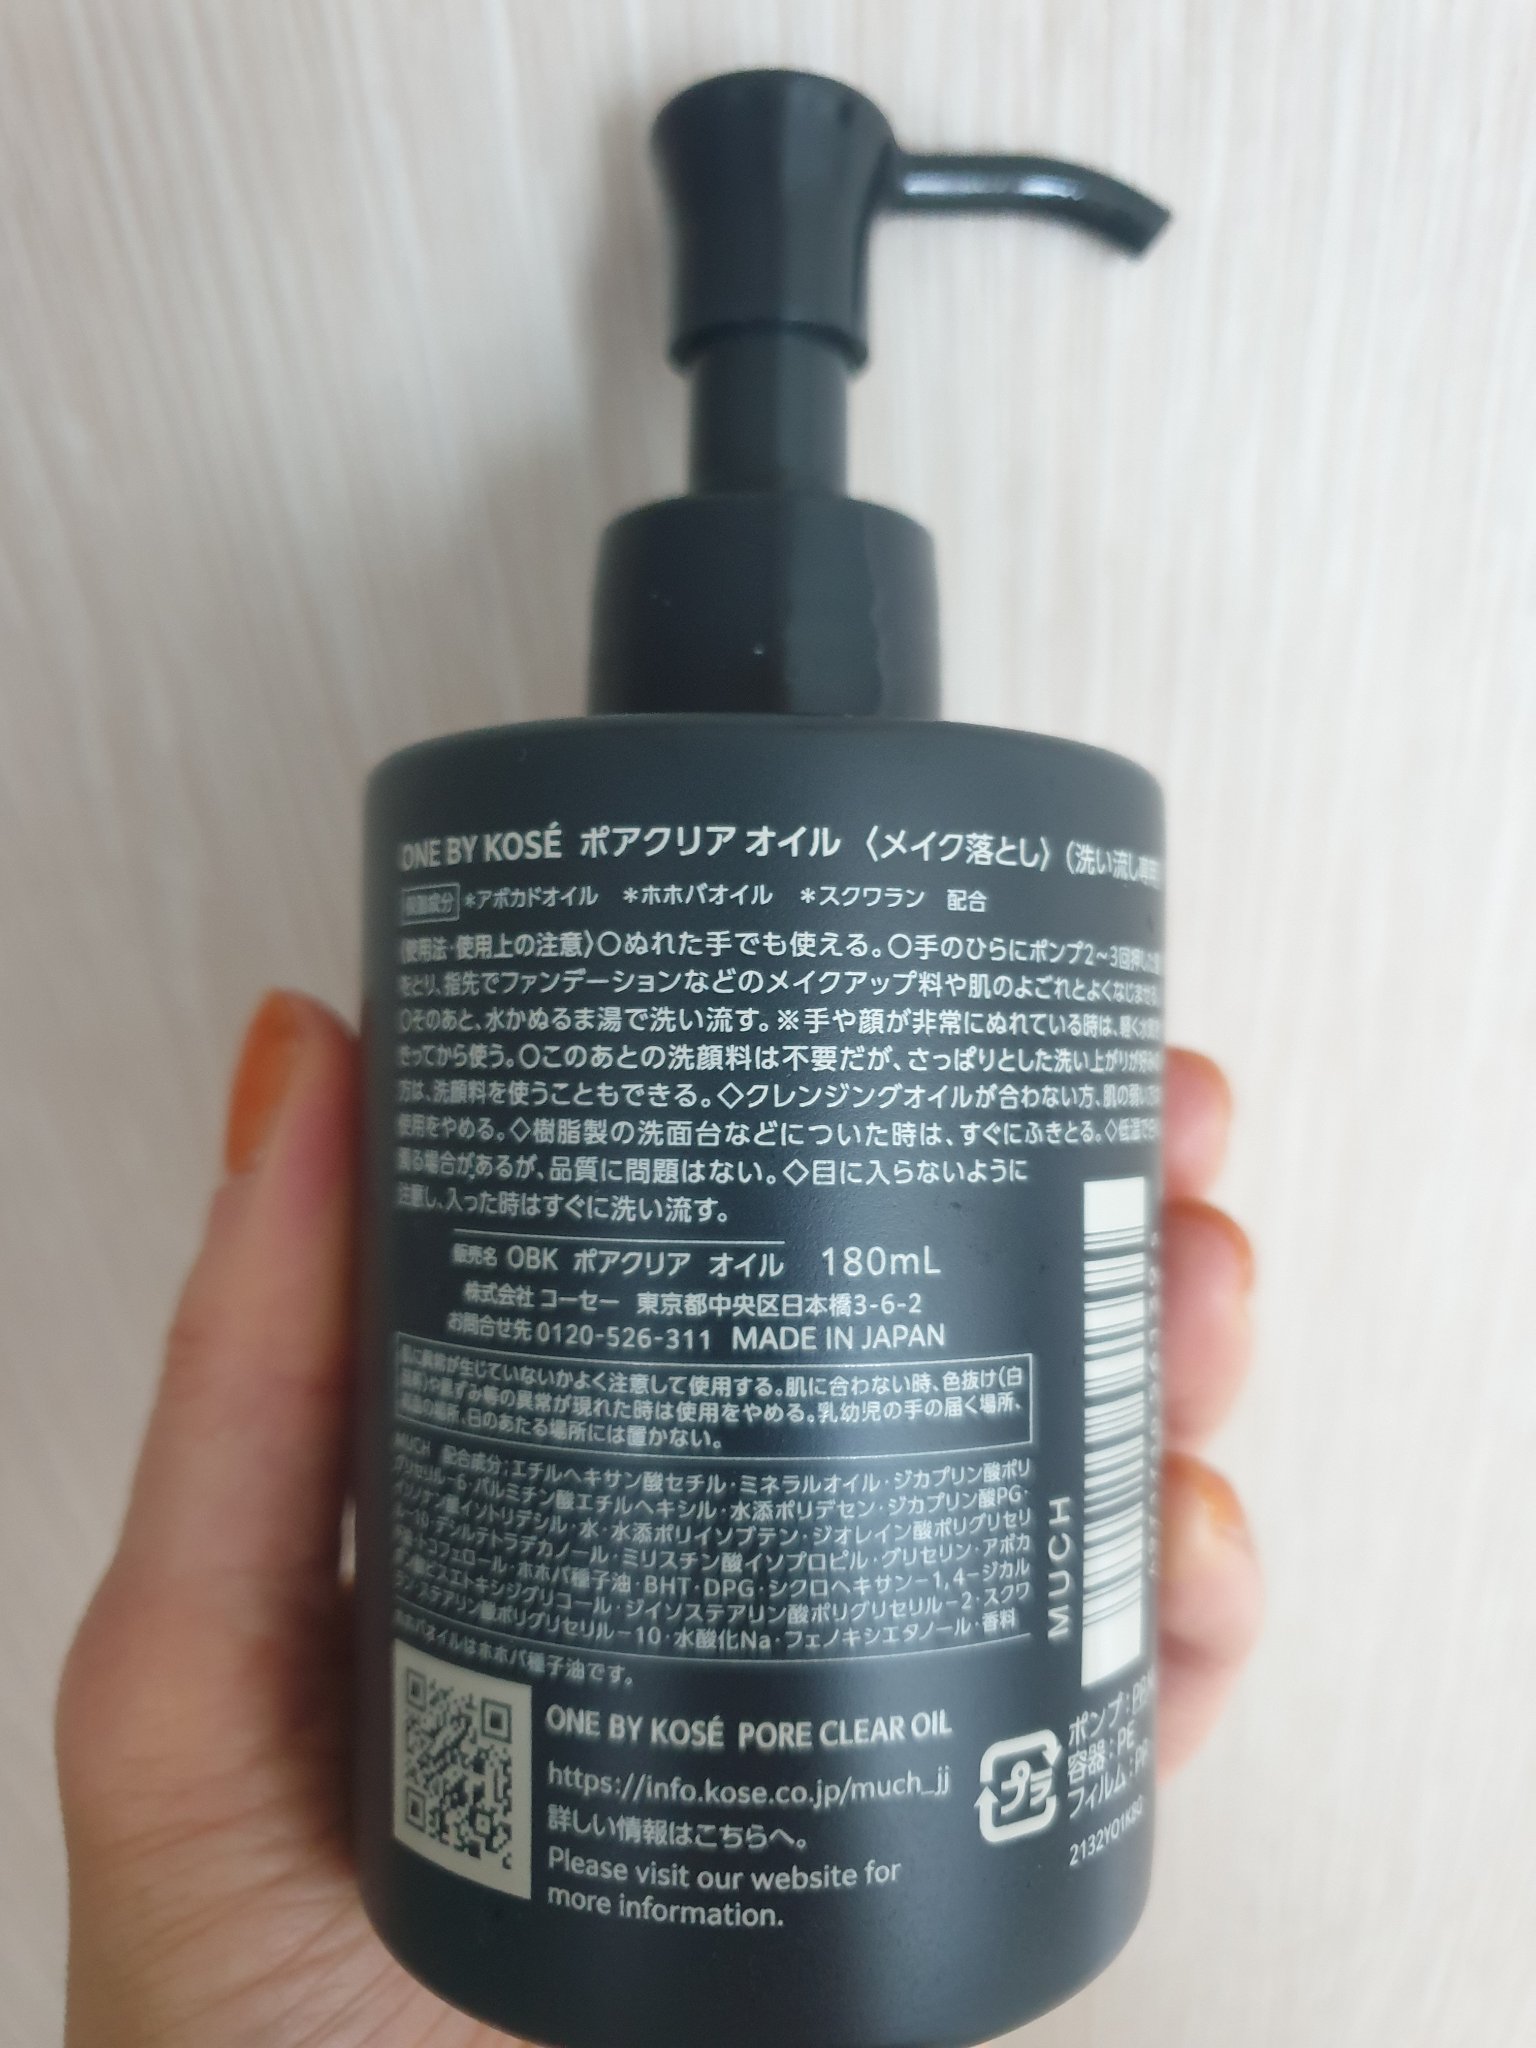 ONE BY KOSÉ ポアクリア オイル 〈メイク落とし〉(洗い流し専用
保湿成分 *アボカドオイル *ホホバオイル *スクワラン 配合
〈使用法・使用上の注意〉○ぬれた手でも使える。○手のひらにポンプ2~3回押した
をとり、指先でファンデーションなどのメイクアップ料や肌のよごれとよくなじませる。
○そのあと、水かぬるま湯で洗い流す。※手や顔が非常にぬれている時は、軽く水
ってから使う。○このあとの洗顔料は不要だが、さっぱりとした洗い上がりが好みの
方は、洗顔料を使うこともできる。◇クレンジングオイルが合わない方、肌の弱い方は
使用をやめる。◇樹脂製の洗面台などについた時は、すぐにふきとる。◇低温で
濁る場合があるが、品質に問題はない。◇目に入らないように
注意し、入った時はすぐに洗い流す。
販売名 OBK ポアクリア オイル 180mL
株式会社 コーセー 東京都中央区日本橋3-6-2
お問合せ先 0120-526-311 MADE IN JAPAN
肌に異常が生じていないかよく注意して使用する。肌に合わない時、色抜け(白
斑等)や黒ずみ等の異常が現れた時は使用をやめる。乳幼児の手の届く場所、
高温の場所、日のあたる場所には置かない。
MUCH 配合成分:エチルヘキサン酸セチル・ミネラルオイル・ジカプリン酸ポリ
グリセリル-6・パルミチン酸エチルヘキシル・水添ポリデセン・ジカプリン酸PG・
イソノナン酸イソトリデシル・水・水添ポリイソブテン・ジオレイン酸ポリグリセリ
ル-10・デシルテトラデカノール・ミリスチン酸イソプロピル・グリセリン・アボカ
ド油・トコフェロール・ホホバ種子油・BHT・DPG・シクロヘキサン-1,4-ジカル
ボン酸ビスエトキシジグリコール・ジイソステアリン酸ポリグリセリル-2・スクワ
ラン・ステアリン酸ポリグリセリル-10・水酸化Na・フェノキシエタノール・香料
ホホバオイルはホホバ種子油です。
ONE BY KOSÉ PORE CLEAR OIL
https://info.kose.co.jp/much_jj
詳しい情報はこちらへ。
Please visit our website for
more information.
MUCH
プラ
ポンプ:
容器:PE
フィルム:
2132Y01K80